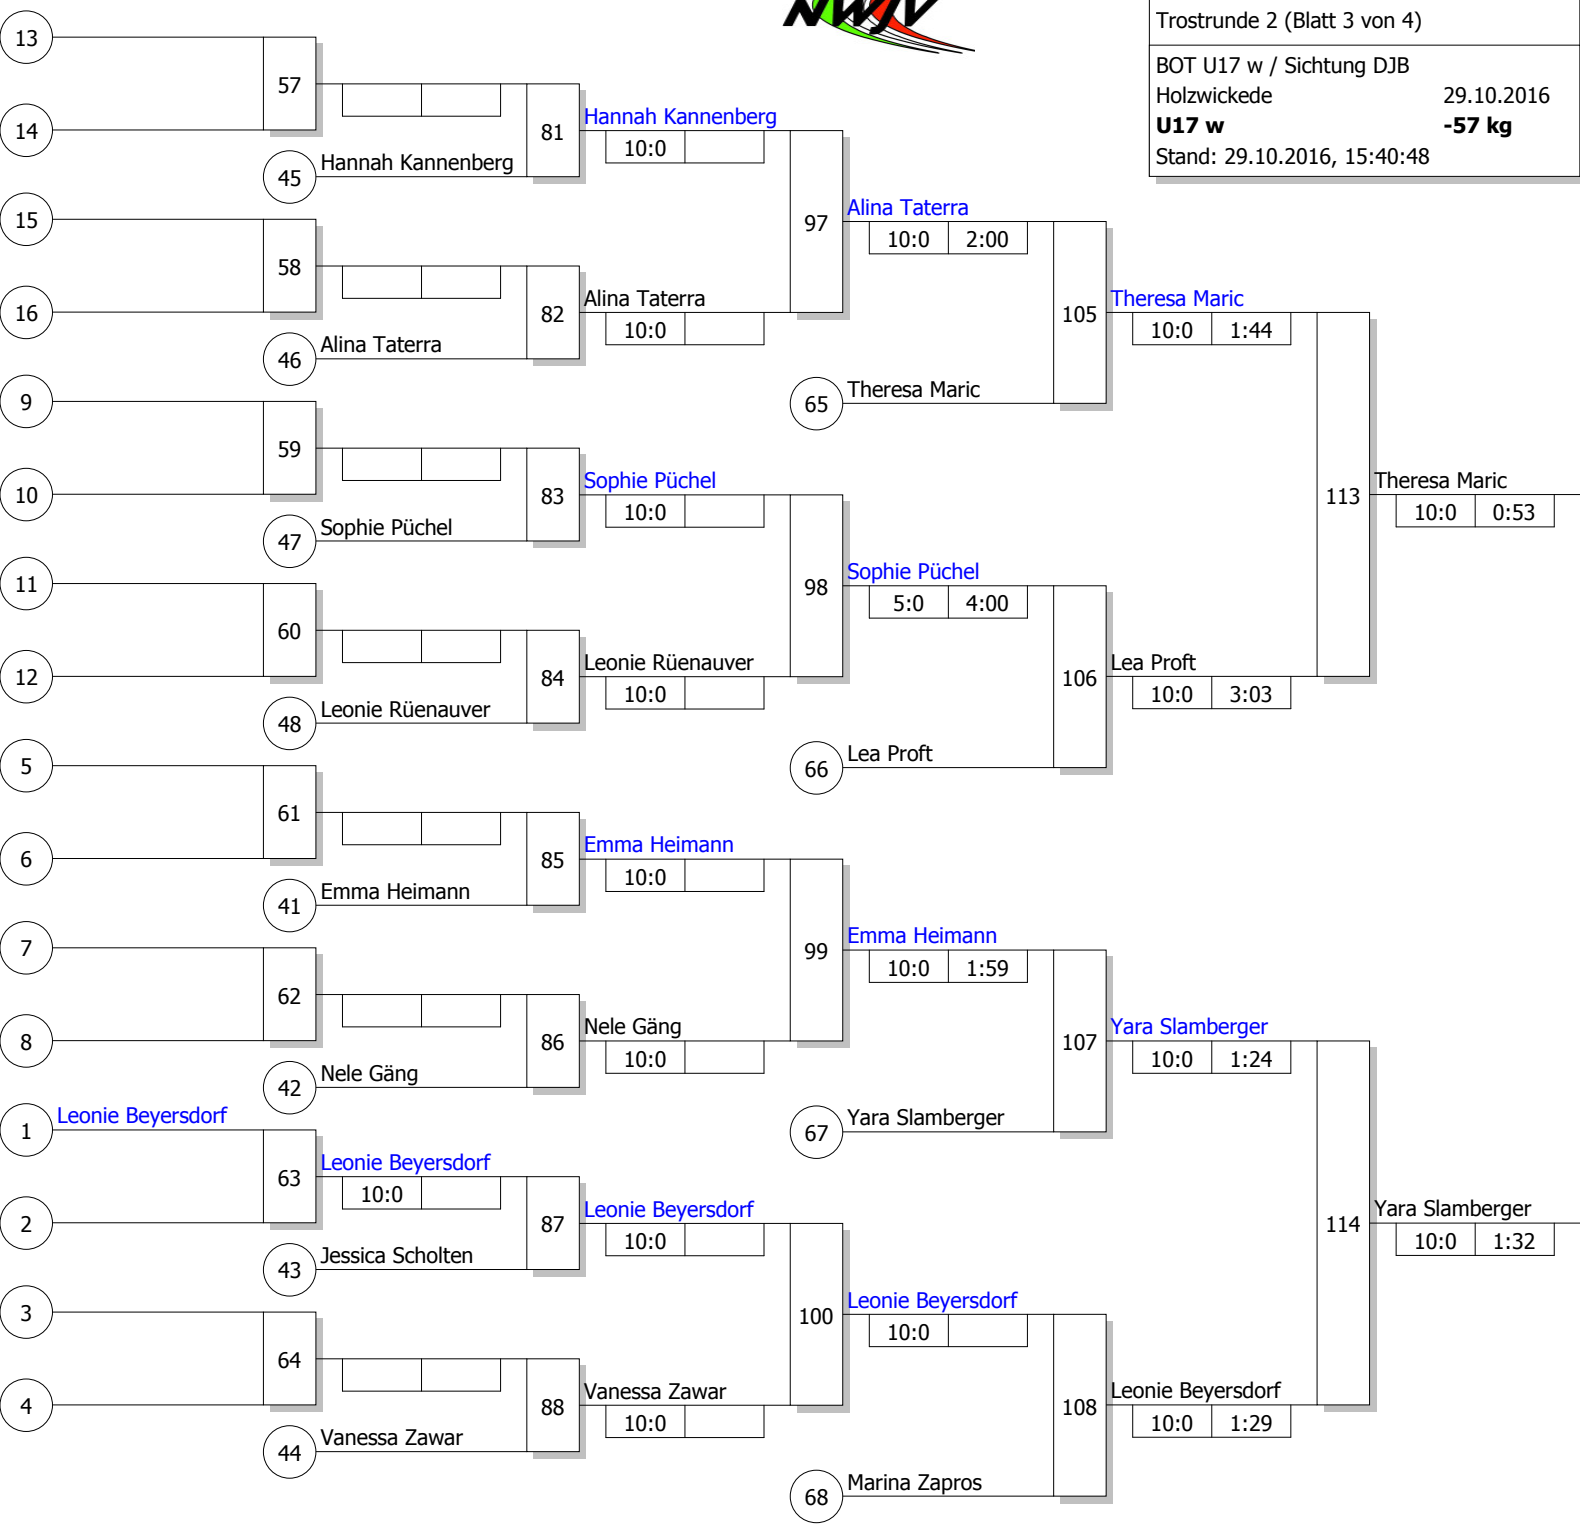 NWJV
Trostrunde 2 (Blatt 3 von 4)
BOT U17 w / Sichtung DJB
Holzwickede 29.10.2016
U17 w -57 kg
Stand: 29.10.2016, 15:40:48
13
57
14
81
Hannah Kannenberg
10:0
45
Hannah Kannenberg
15
97
Alina Taterra
10:0 2:00
58
16
82
Alina Taterra
10:0
46
Alina Taterra
105
Theresa Maric
10:0 1:44
65
Theresa Maric
9
59
10
83
Sophie Püchel
10:0
47
Sophie Püchel
113
Theresa Maric
10:0 0:53
11
98
Sophie Püchel
5:0 4:00
60
12
84
Leonie Rüenauver
10:0
48
Leonie Rüenauver
106
Lea Proft
10:0 3:03
66
Lea Proft
5
61
6
85
Emma Heimann
10:0
41
Emma Heimann
7
99
Emma Heimann
10:0 1:59
62
8
86
Nele Gäng
10:0
42
Nele Gäng
107
Yara Slamberger
10:0 1:24
67
Yara Slamberger
1
Leonie Beyersdorf
63
Leonie Beyersdorf
10:0
2
87
Leonie Beyersdorf
10:0
43
Jessica Scholten
114
Yara Slamberger
10:0 1:32
3
100
Leonie Beyersdorf
10:0
64
4
88
Vanessa Zawar
10:0
44
Vanessa Zawar
108
Leonie Beyersdorf
10:0 1:29
68
Marina Zapros